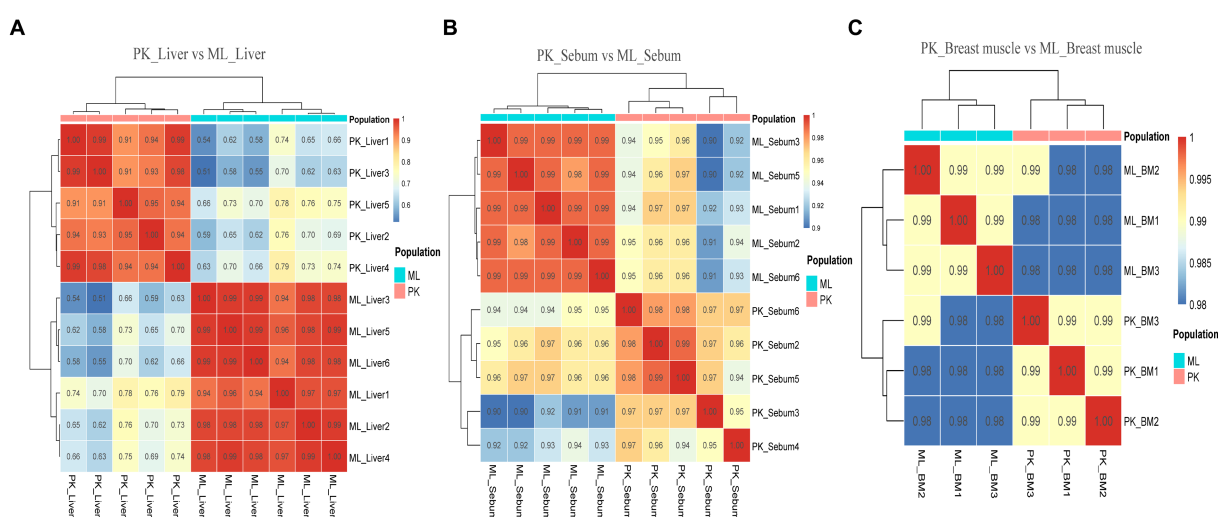 A
PK_Liver vs ML_Liver
Population
1.00 0.99 0.91 0.94 0.99 0.54 0.62 0.58 0.74 0.65 0.66 PK_Liver1
0.99 1.00 0.91 0.93 0.98 0.51 0.58 0.55 0.70 0.62 0.63 PK_Liver3
0.91 0.91 1.00 0.95 0.94 0.66 0.73 0.70 0.78 0.76 0.75 PK_Liver5
0.94 0.93 0.95 1.00 0.94 0.59 0.65 0.62 0.76 0.70 0.69 PK_Liver2
0.99 0.98 0.94 0.94 1.00 0.63 0.70 0.66 0.79 0.73 0.74 PK_Liver4
0.54 0.51 0.66 0.59 0.63 1.00 0.99 0.99 0.94 0.98 0.98 ML_Liver3
0.62 0.58 0.73 0.65 0.70 0.99 1.00 0.99 0.96 0.98 0.99 ML_Liver5
0.58 0.55 0.70 0.62 0.66 0.99 0.99 1.00 0.94 0.98 0.98 ML_Liver6
0.74 0.70 0.78 0.76 0.79 0.94 0.96 0.94 1.00 0.97 0.97 ML_Liver1
0.65 0.62 0.76 0.70 0.73 0.98 0.98 0.98 0.97 1.00 0.99 ML_Liver2
0.66 0.63 0.75 0.69 0.74 0.98 0.99 0.98 0.97 0.99 1.00 ML_Liver4
PK_Liver PK_Liver PK_Liver PK_Liver PK_Liver ML_Liver ML_Liver ML_Liver ML_Liver ML_Liver ML_Liver
1
0.9
0.8
0.7
0.6
Population
ML
PK
B
PK_Sebum vs ML_Sebum
Population
1.00 0.99 0.99 0.99 0.99 0.94 0.95 0.96 0.90 0.92 ML_Sebum3
0.99 1.00 0.99 0.98 0.99 0.94 0.96 0.97 0.90 0.92 ML_Sebum5
0.99 0.99 1.00 0.99 0.99 0.94 0.97 0.97 0.92 0.93 ML_Sebum1
0.99 0.98 0.99 1.00 0.99 0.95 0.96 0.96 0.91 0.94 ML_Sebum2
0.99 0.99 0.99 0.99 1.00 0.95 0.96 0.96 0.91 0.93 ML_Sebum6
0.94 0.94 0.94 0.95 0.95 1.00 0.98 0.98 0.97 0.97 PK_Sebum6
0.95 0.96 0.97 0.96 0.96 0.98 1.00 0.99 0.97 0.96 PK_Sebum2
0.96 0.97 0.97 0.96 0.96 0.98 0.99 1.00 0.97 0.94 PK_Sebum5
0.90 0.90 0.92 0.91 0.91 0.97 0.97 0.97 1.00 0.95 PK_Sebum3
0.92 0.92 0.93 0.94 0.93 0.97 0.96 0.94 0.95 1.00 PK_Sebum4
ML_Sebum ML_Sebum ML_Sebum ML_Sebum ML_Sebum PK_Sebum PK_Sebum PK_Sebum PK_Sebum PK_Sebum
1
0.98
0.96
0.94
0.92
0.9
Population
ML
PK
C
PK_Breast muscle vs ML_Breast muscle
Population
1.00 0.99 0.99 0.99 0.98 0.98 ML_BM2
0.99 1.00 0.99 0.98 0.98 0.98 ML_BM1
0.99 0.99 1.00 0.98 0.98 0.98 ML_BM3
0.99 0.98 0.98 1.00 0.99 0.99 PK_BM3
0.98 0.98 0.98 0.99 1.00 0.99 PK_BM1
0.98 0.98 0.98 0.99 0.99 1.00 PK_BM2
ML_BM2 ML_BM1 ML_BM3 PK_BM3 PK_BM1 PK_BM2
1
0.995
0.99
0.985
0.98
Population
ML
PK